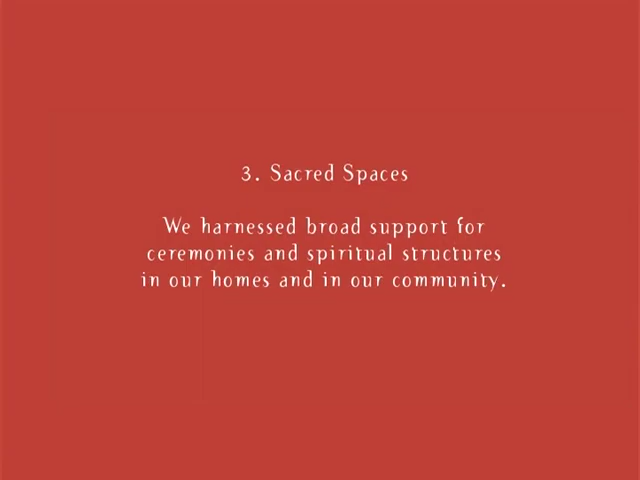 3. Sacred Spaces
We harnessed broad support for
ceremonies and spiritual structures
in our homes and in our community.